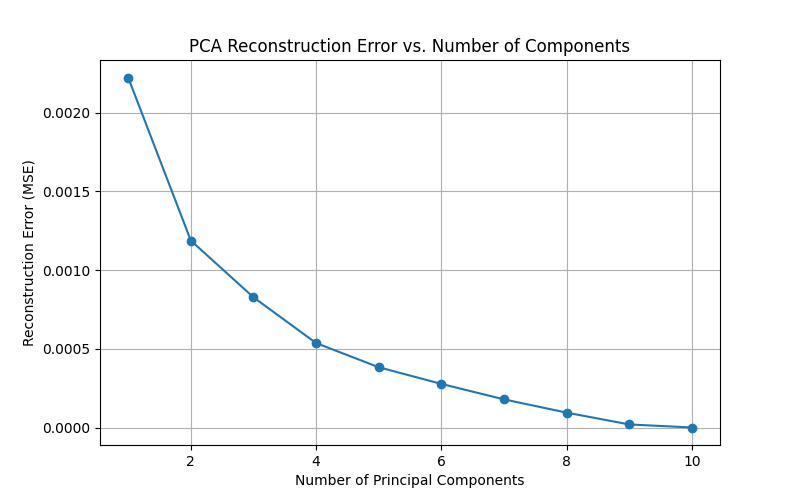 PCA Reconstruction Error vs. Number of Components
Reconstruction Error (MSE)
0.0020
0.0015
0.0010
0.0005
0.0000
2 4 6 8 10
Number of Principal Components